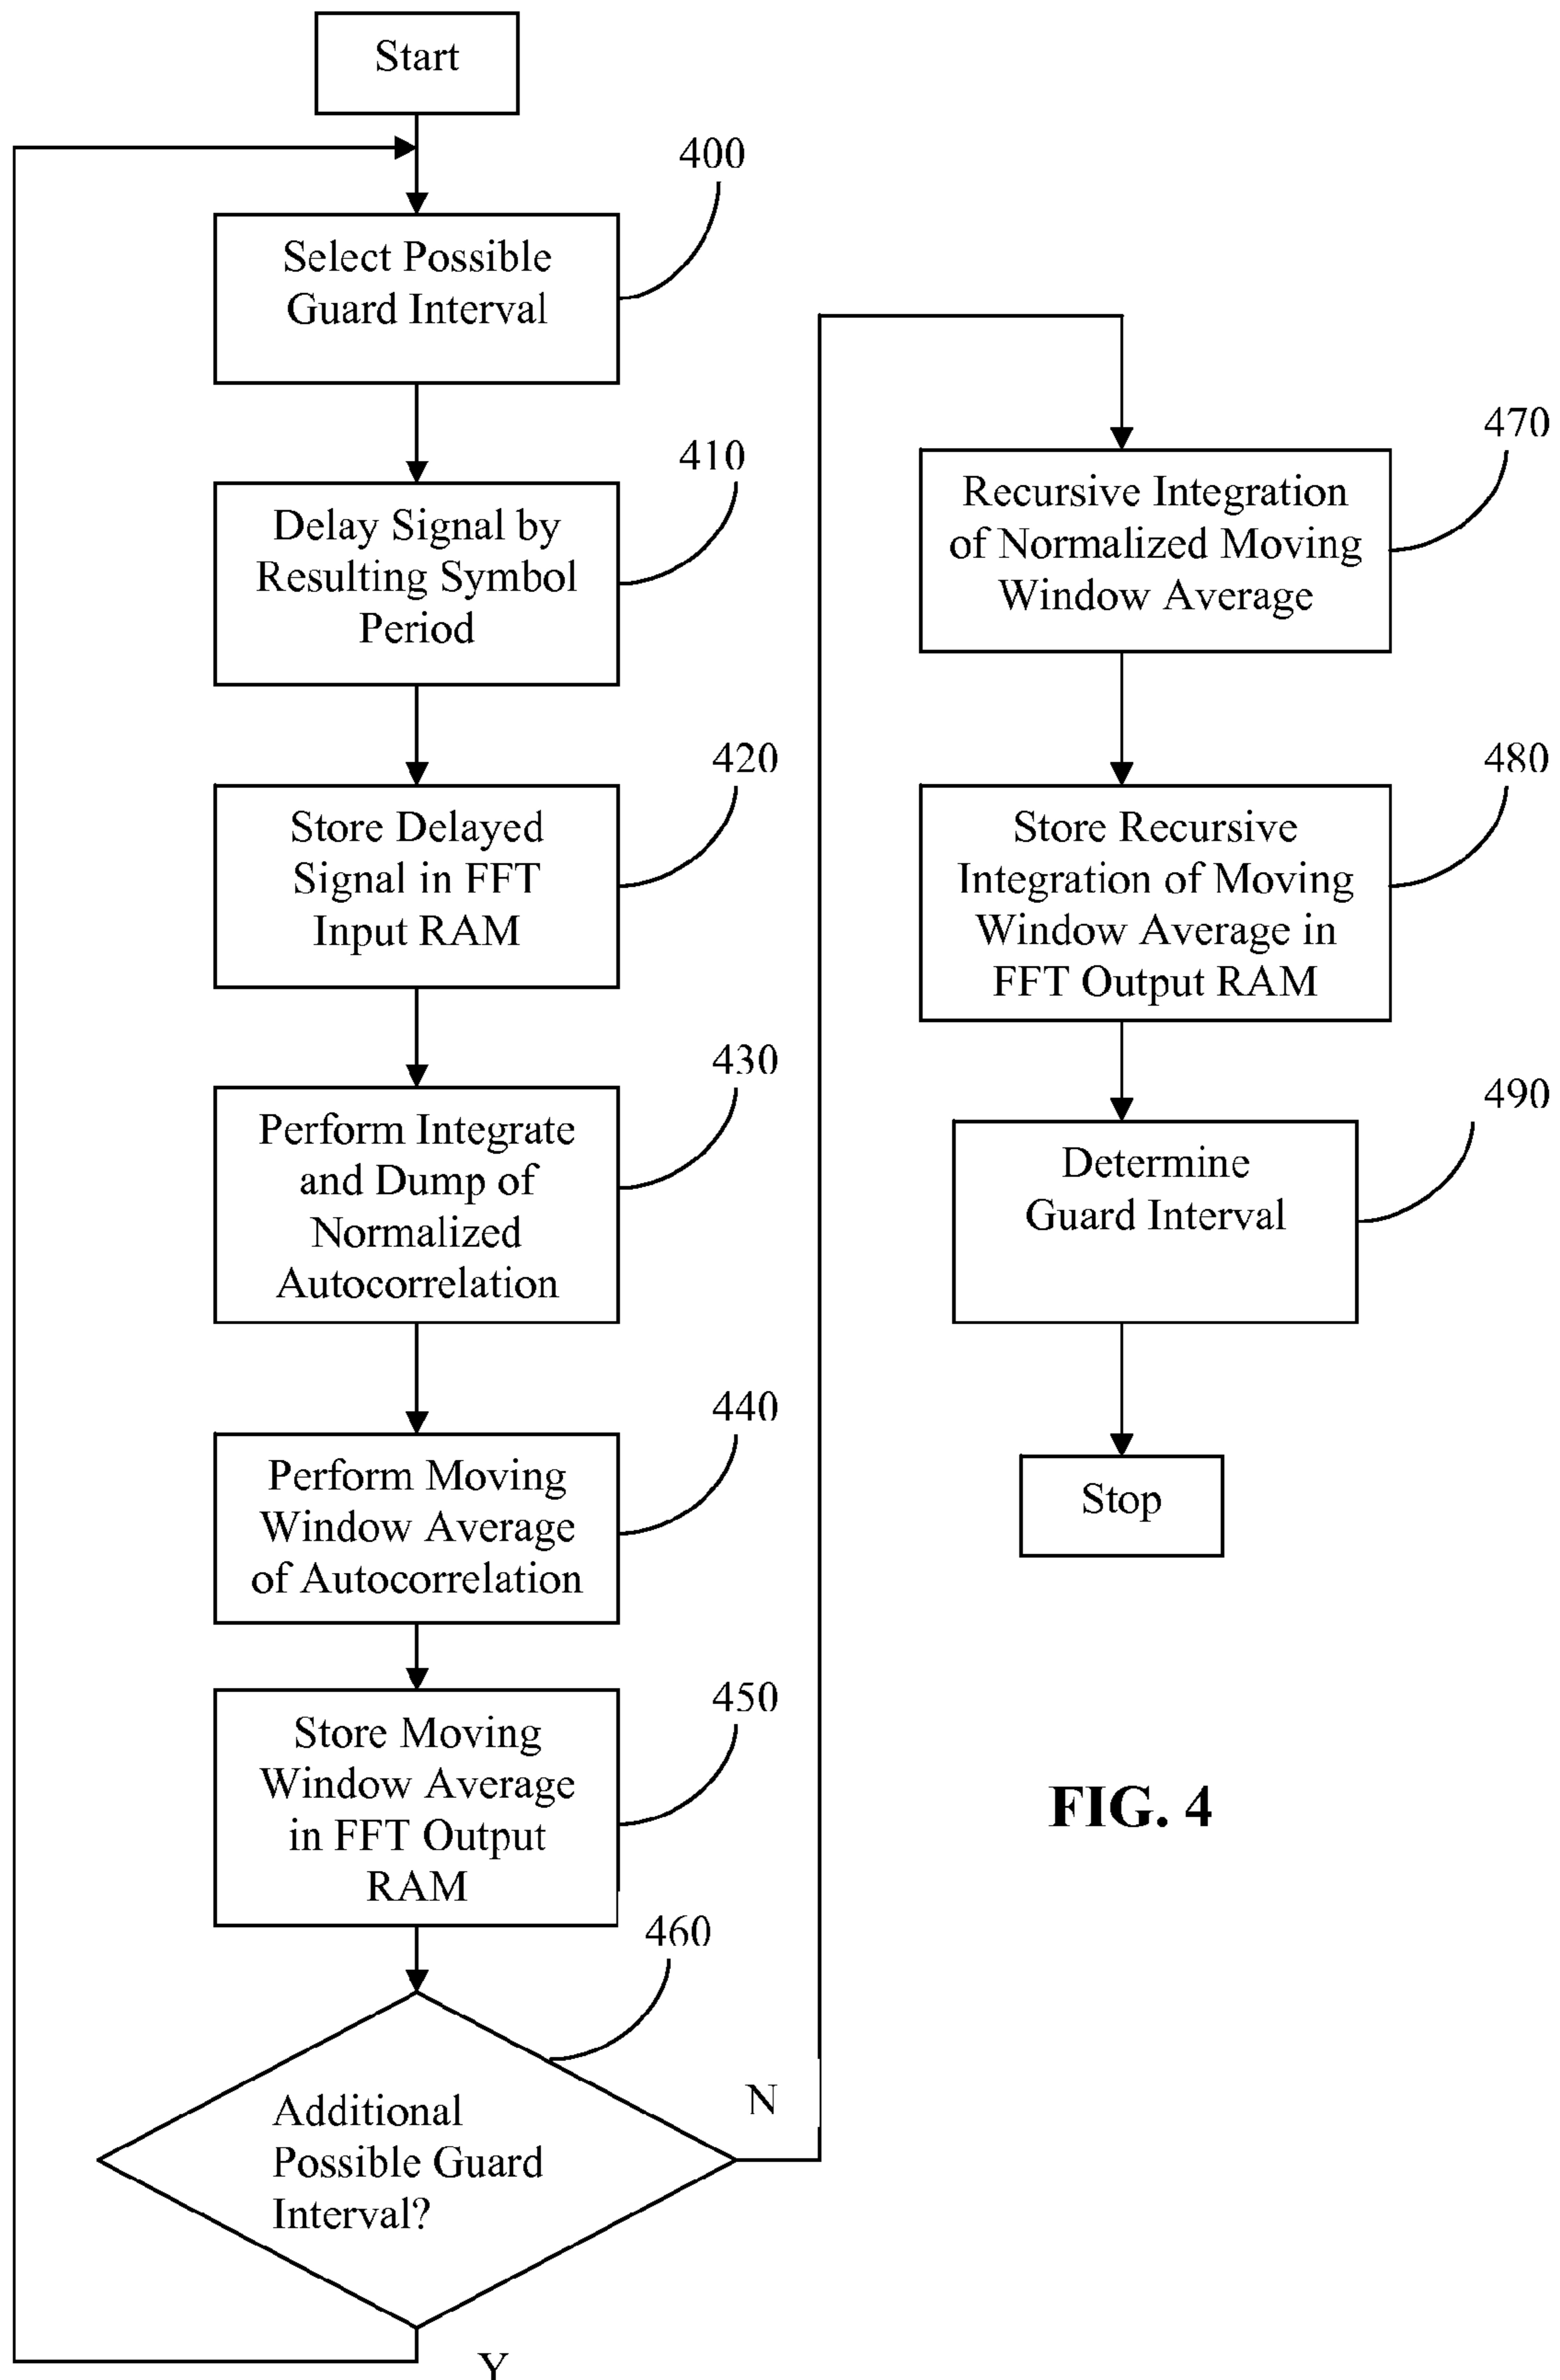 Start
400
Select Possible
Guard Interval
410
Delay Signal by
Resulting Symbol
Period
420
Store Delayed
Signal in FFT
Input RAM
430
Perform Integrate
and Dump of
Normalized
Autocorrelation
440
Perform Moving
Window Average
of Autocorrelation
450
Store Moving
Window Average
in FFT Output
RAM
460
Additional
Possible Guard
Interval?
N
Y
470
Recursive Integration
of Normalized Moving
Window Average
480
Store Recursive
Integration of Moving
Window Average in
FFT Output RAM
490
Determine
Guard Interval
Stop
FIG. 4